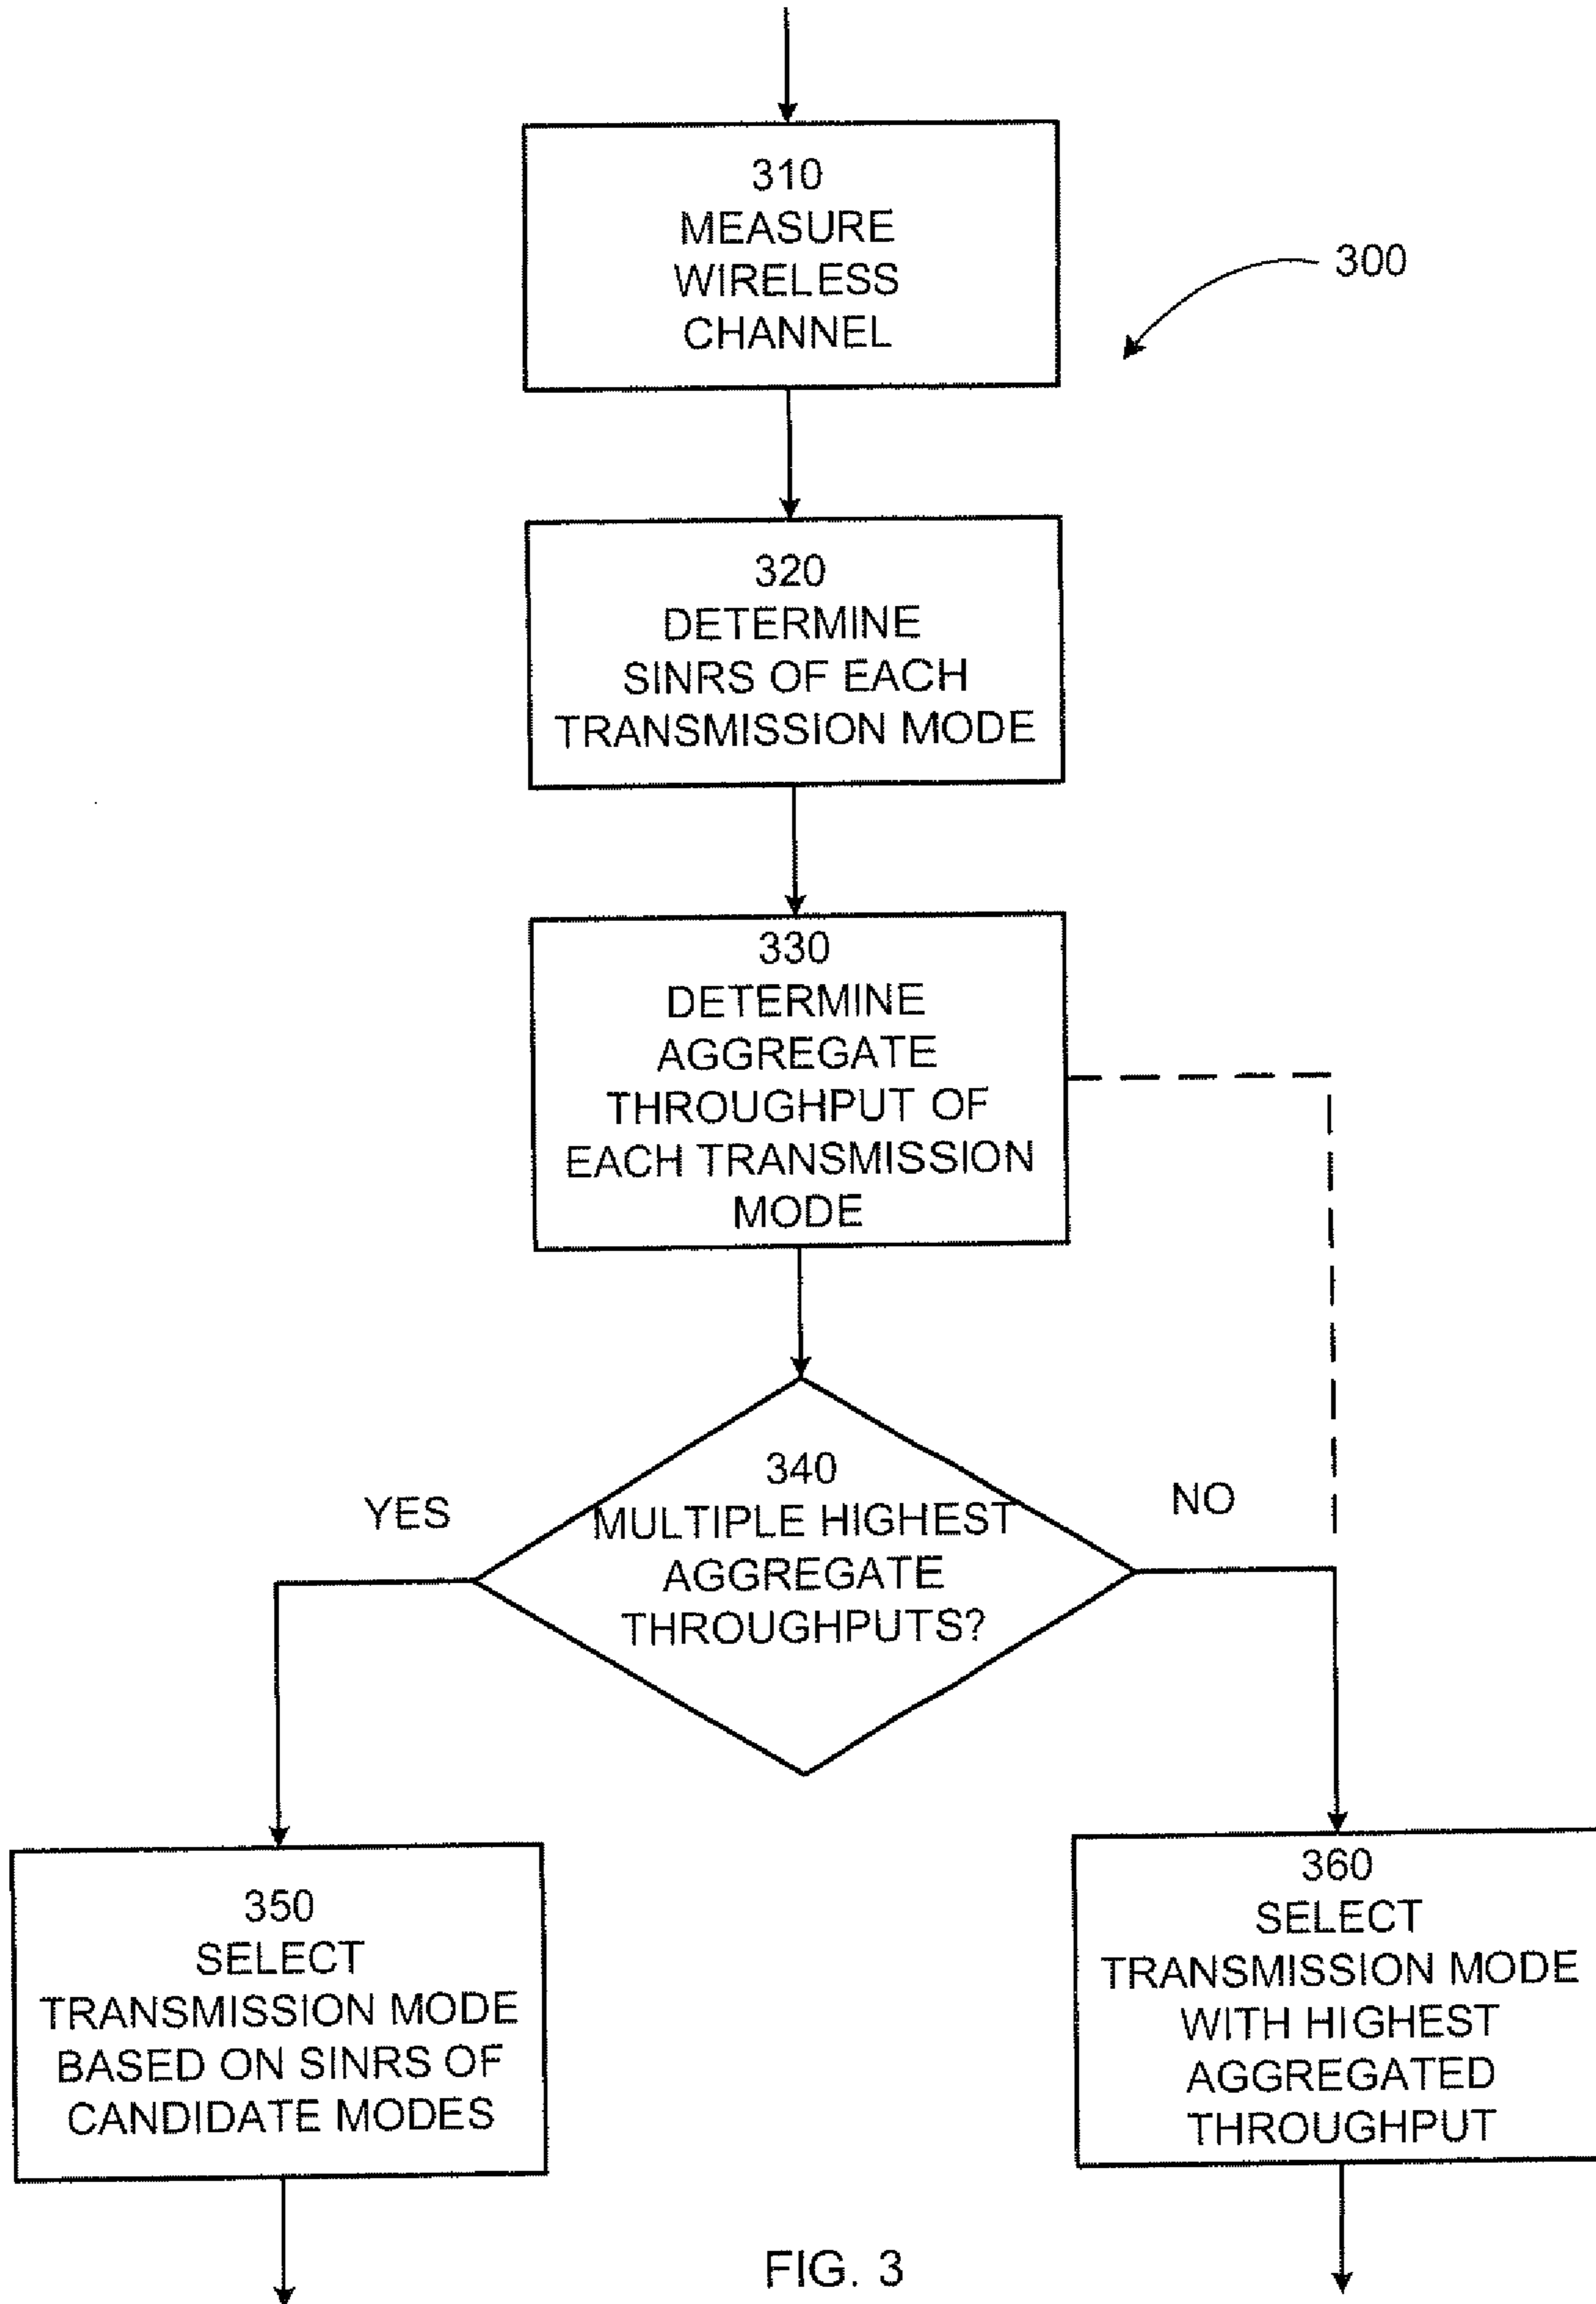 310
MEASURE
WIRELESS
CHANNEL
300
320
DETERMINE
SINRS OF EACH
TRANSMISSION MODE
330
DETERMINE
AGGREGATE
THROUGHPUT OF
EACH TRANSMISSION
MODE
340
MULTIPLE HIGHEST
AGGREGATE
THROUGHPUTS?
YES
NO
350
SELECT
TRANSMISSION MODE
BASED ON SINRS OF
CANDIDATE MODES
360
SELECT
TRANSMISSION MODE
WITH HIGHEST
AGGREGATED
THROUGHPUT
FIG. 3